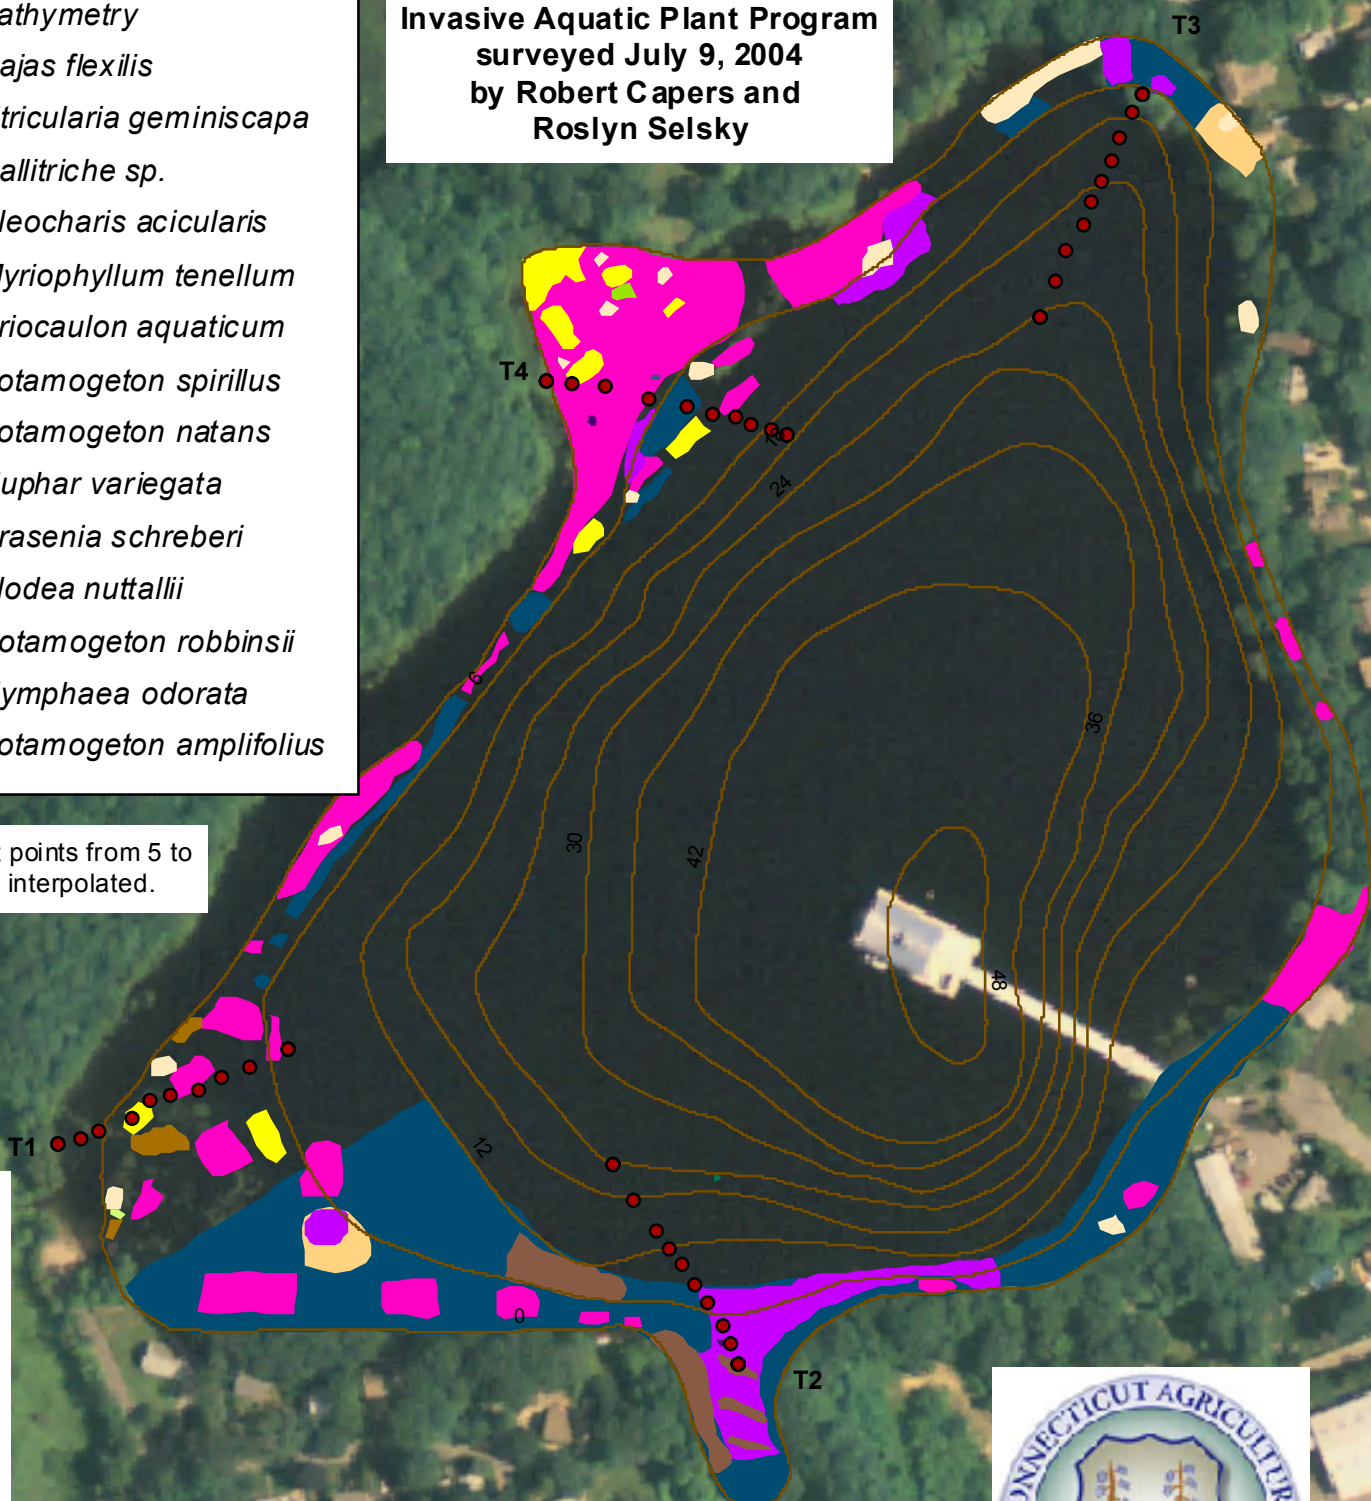 athymetry
ajas flexilis
tricularia geminiscapa
allitriche sp.
leocharis acicularis
lyriophyllum tenellum
riocaulon aquaticum
otamogeton spirillus
otamogeton natans
uphar variegata
rasenia schreberi
lodea nuttallii
otamogeton robbinsii
ymphaea odorata
otamogeton amplifolius
Invasive Aquatic Plant Program
surveyed July 9, 2004
by Robert Capers and
Roslyn Selsky
T3
T4
18
24
6
36
30
42
points from 5 to
interpolated.
48
T1
12
0
T2
ONNECTICUT AGRICULTUR